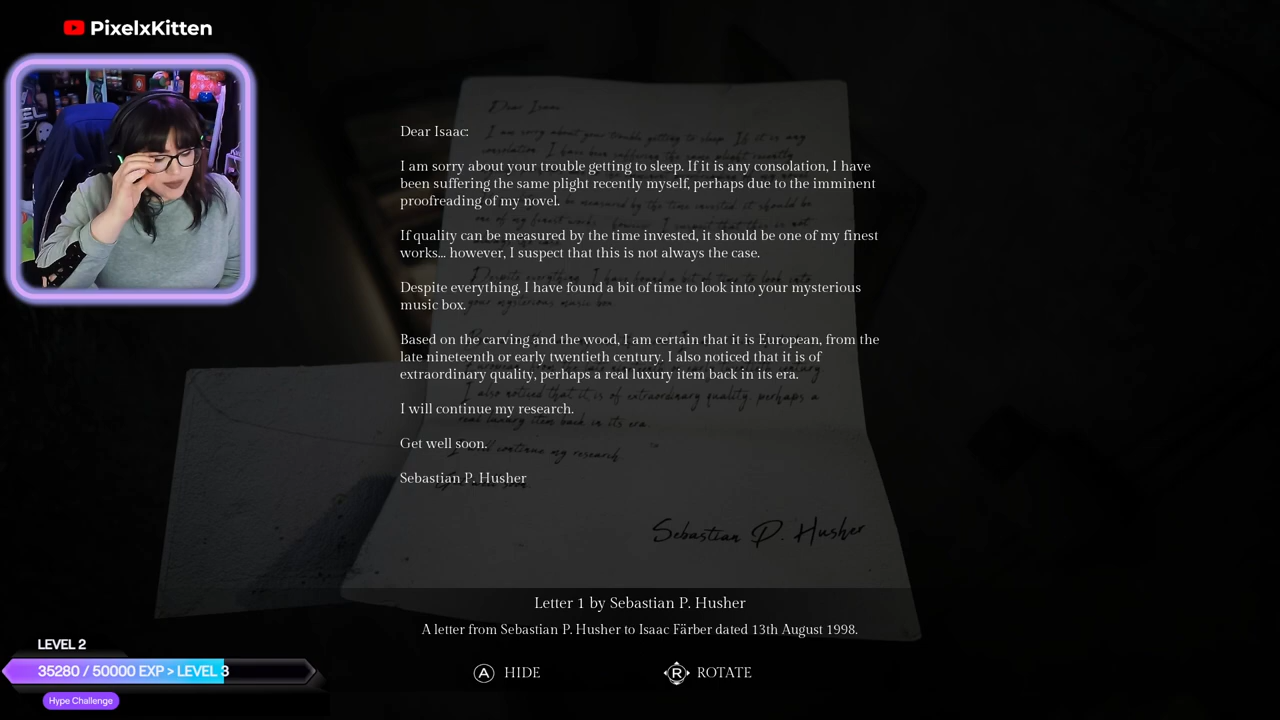 PixelxKitten
Dear Isaac:
I am sorry about your trouble getting to sleep. If it is any consolation, I have
been suffering the same plight recently myself, perhaps due to the imminent
proofreading of my novel.
If quality can be measured by the time invested, it should be one of my finest
works... however, I suspect that this is not always the case.
Despite everything, I have found a bit of time to look into your mysterious
music box.
Based on the carving and the wood, I am certain that it is European, from the
late nineteenth or early twentieth century. I also noticed that it is of
extraordinary quality, perhaps a real luxury item back in its era.
I will continue my research.
Get well soon.
Sebastian P. Husher
Sebastian P. Husher
Letter 1 by Sebastian P. Husher
A letter from Sebastian P. Husher to Isaac Färber dated 13th August 1998.
A HIDE
R ROTATE
LEVEL 2
35280 / 50000 EXP > LEVEL 3
Hype Challenge